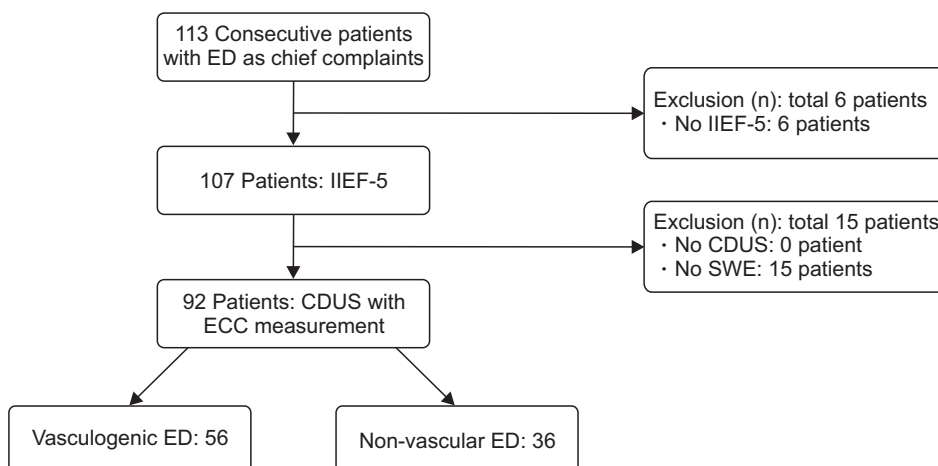 113 Consecutive patients
with ED as chief complaints
Exclusion (n): total 6 patients
· No IIEF-5: 6 patients
107 Patients: IIEF-5
Exclusion (n): total 15 patients
· No CDUS: 0 patient
· No SWE: 15 patients
92 Patients: CDUS with
ECC measurement
Vasculogenic ED: 56
Non-vascular ED: 36